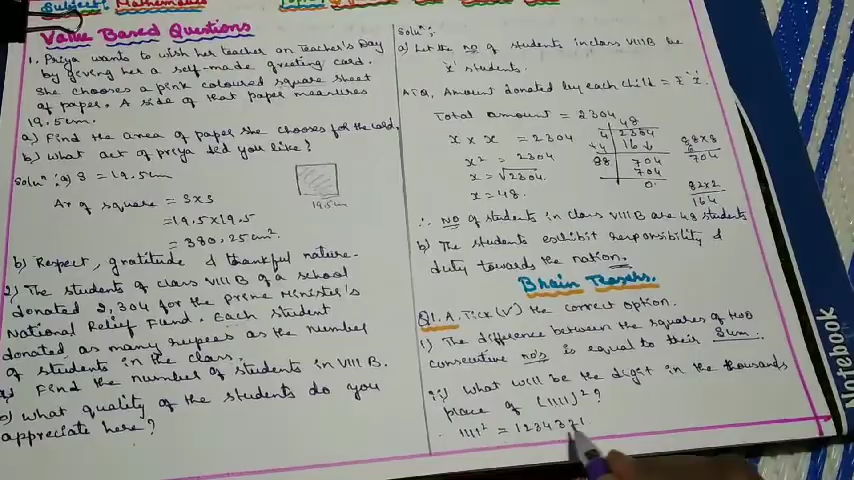 Subject: Mathematics
Value Based Questions
1. Priya wants to wish her teacher on Teacher's Day
by giving her a self-made greeting card.
She chooses a pink coloured square sheet
of paper. A side of that paper measures
19.5cm.
a) Find the area of paper she chooses for the card.
b) What act of priya did you like?
Soluⁿ: a) S = 19.5cm
Ar of square = S×S
= 19.5×19.5
= 380.25cm²
19.5cm
b) Respect, gratitude & thankful nature.
2) The students of class VIII B of a school
donated 2,304 for the Prime Minister's
National Relief Fund. Each student
donated as many rupees as the number
of students in the class.
a) Find the number of students in VIII B.
b) What quality of the students do you
appreciate here?
Soluⁿ:
a) Let the no of students in class VIII B be
'x' students.
ATQ, Amount donated by each child = ₹'x'.
Total amount = 2304
x × x = 2304
x² = 2304
x = √2304
x = 48.
48
4 2304
+4 16↓
88 704
704
0
88×8
6
704
82×2
164
∴ no of students in class VIII B are 48 students
b) The students exhibit responsibility &
duty towards the nation.
Brain Teasers.
Q1. A. Tick (√) the correct option.
i) The difference between the squares of two
consecutive nos is equal to their sum.
ii) What will be the digit in the thousands
place of (1111)²?
1111² = 1234321
Notebook